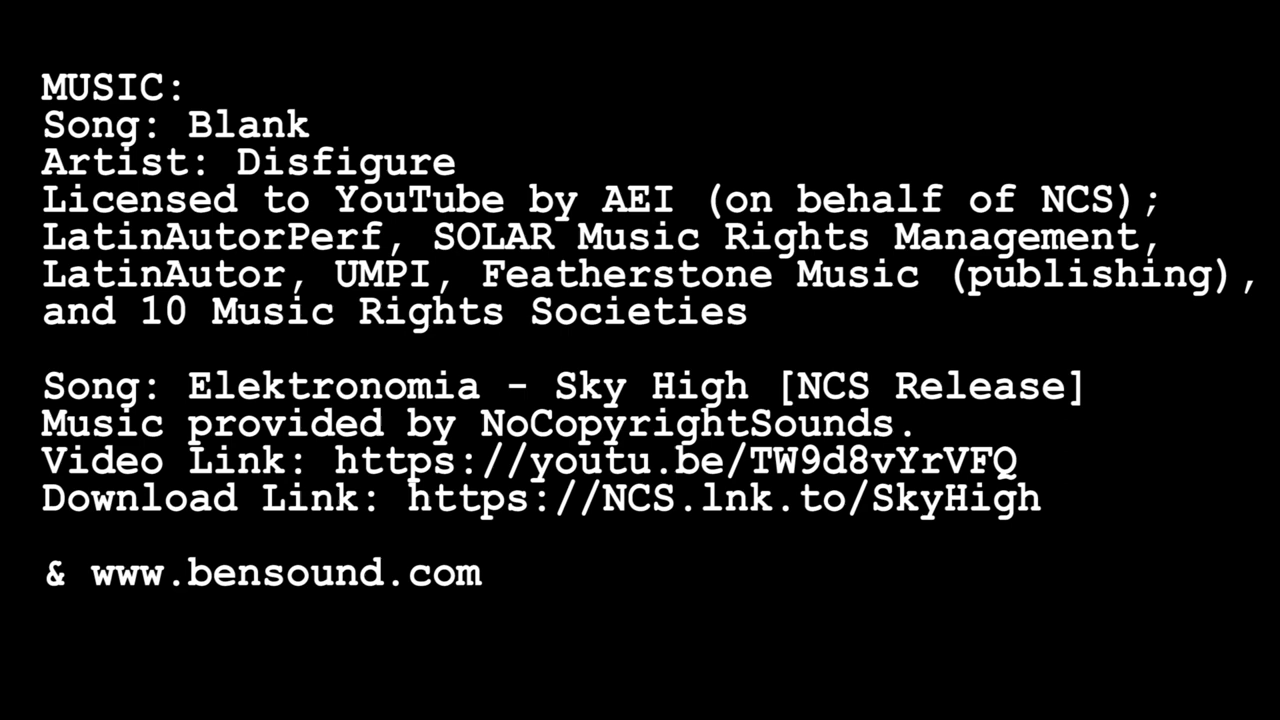 MUSIC:
Song: Blank
Artist: Disfigure
Licensed to YouTube by AEI (on behalf of NCS);
LatinAutorPerf, SOLAR Music Rights Management,
LatinAutor, UMPI, Featherstone Music (publishing),
and 10 Music Rights Societies
Song: Elektronomia - Sky High [NCS Release]
Music provided by NoCopyrightSounds.
Video Link: https://youtu.be/TW9d8vYrVFQ
Download Link: https://NCS.lnk.to/SkyHigh
& www.bensound.com